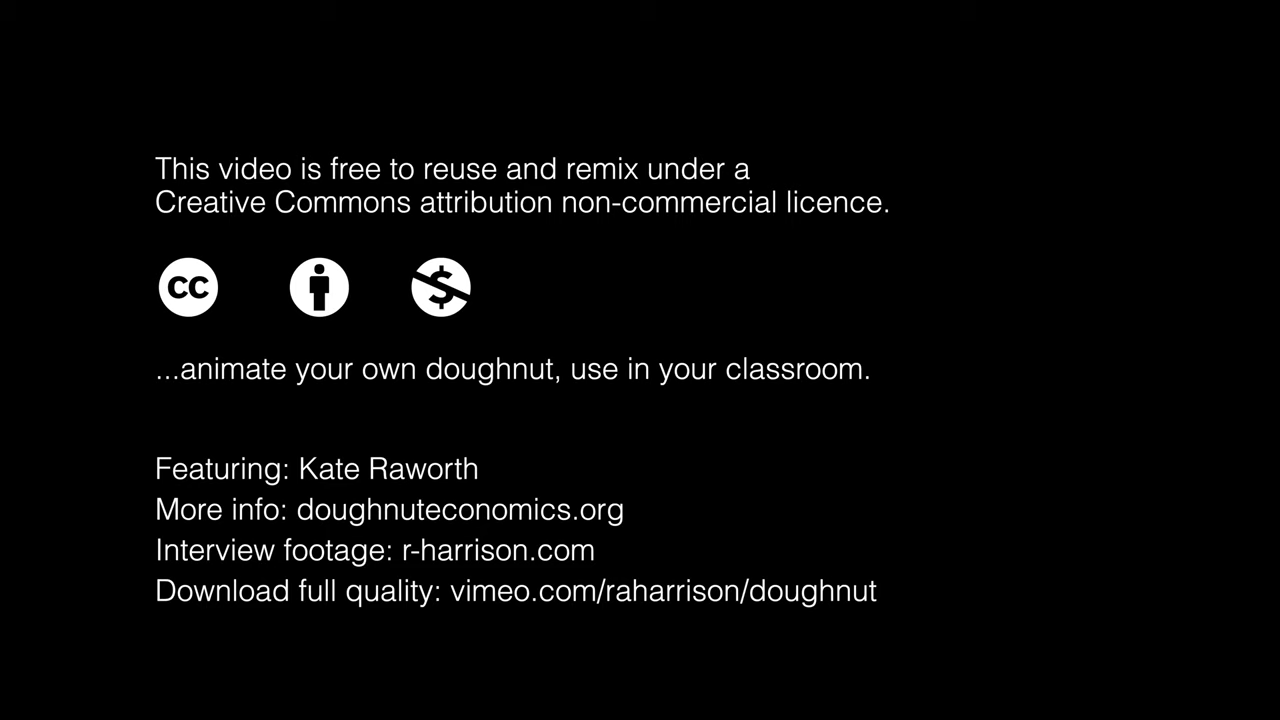 This video is free to reuse and remix under a
Creative Commons attribution non-commercial licence.
cc $
...animate your own doughnut, use in your classroom.
Featuring: Kate Raworth
More info: doughnuteconomics.org
Interview footage: r-harrison.com
Download full quality: vimeo.com/raharrison/doughnut